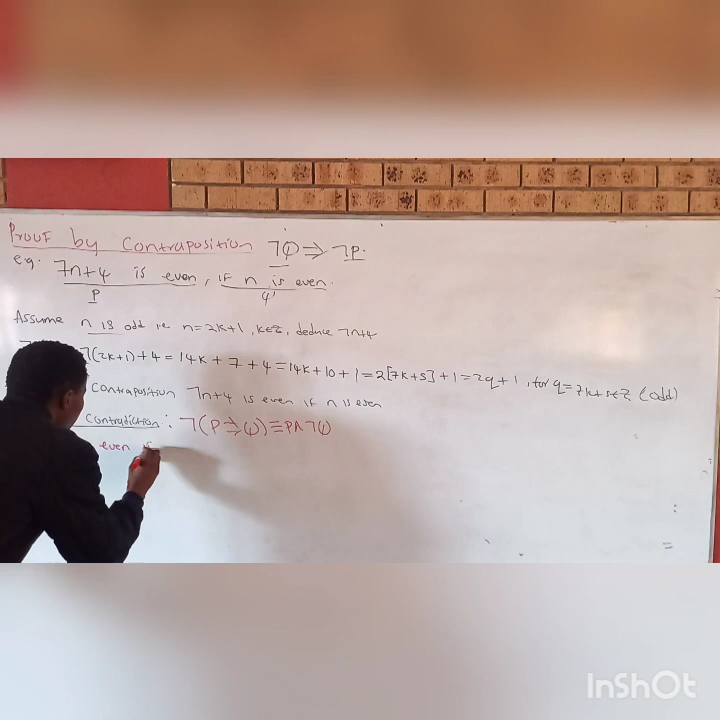 Proof by Contraposition ¬Q ⇒ ¬P.
eg. 7n+4 is even, if n is even.
P Q
Assume n is odd ie n=2k+1, k∈ℤ, deduce 7n+4
7(2k+1)+4=14k+7+4=14k+10+1=2[7k+5]+1=2q+1, for q=7k+5∈ℤ (odd)
contraposition 7n+4 is even if n is even
contradiction: ¬(P⇒Q)≡P∧¬Q
even
InShOt